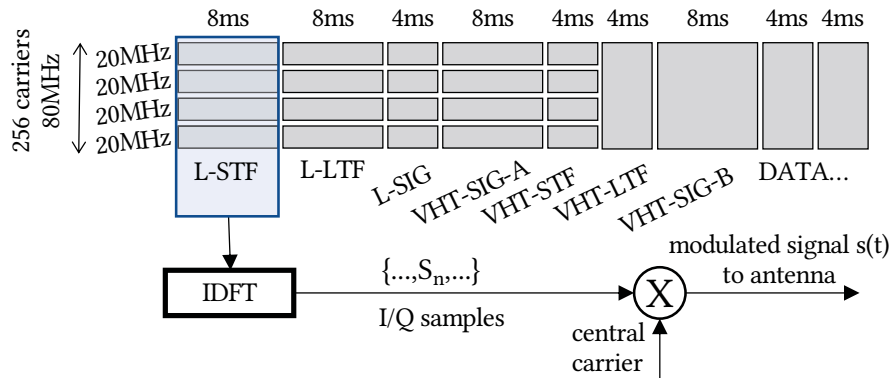 8ms 8ms 4ms 8ms 4ms 4ms 8ms 4ms 4ms
256 carriers
80MHz
20MHz
20MHz
20MHz
20MHz
L-STF
L-LTF
L-SIG
VHT-SIG-A
VHT-STF
VHT-LTF
VHT-SIG-B
DATA...
IDFT
{...,Sn,...}
I/Q samples
X
modulated signal s(t)
to antenna
central
carrier